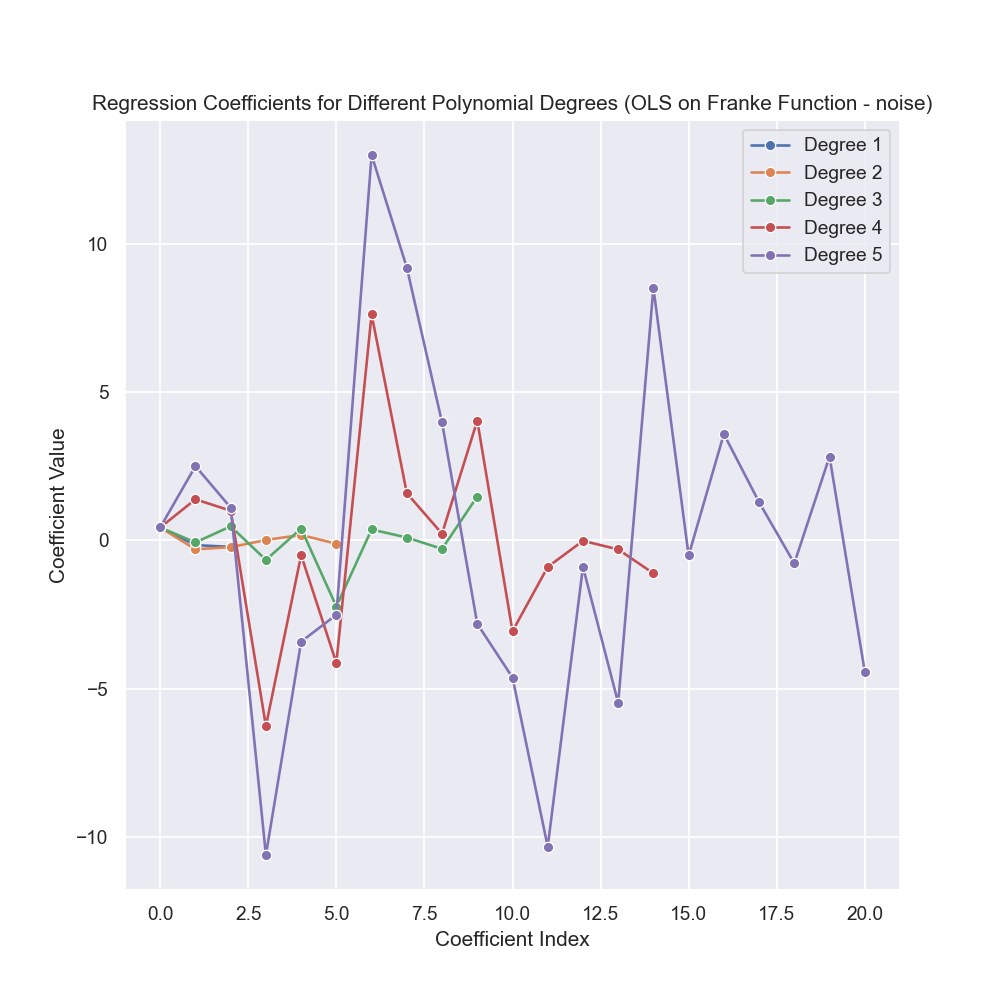 Regression Coefficients for Different Polynomial Degrees (OLS on Franke Function - noise)
Degree 1
Degree 2
Degree 3
Degree 4
Degree 5
10
5
0
−5
−10
Coefficient Value
0.0 2.5 5.0 7.5 10.0 12.5 15.0 17.5 20.0
Coefficient Index